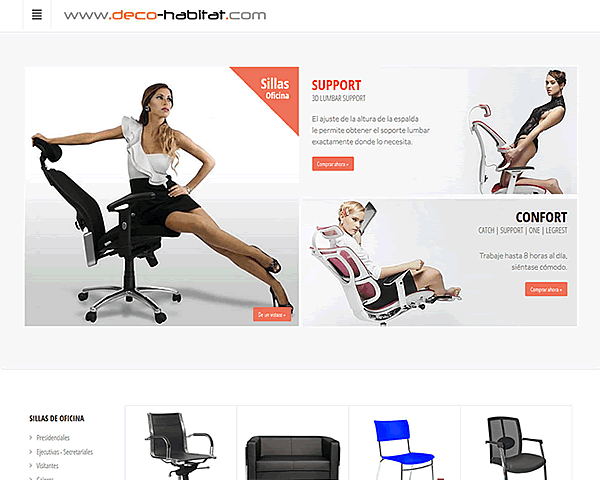 www.deco-habitat.com
Sillas
Oficina
De un vistazo »
SUPPORT
3D LUMBAR SUPPORT
El ajuste de la altura de la espalda
le permite obtener el soporte lumbar
exactamente donde lo necesita.
Comprar ahora »
CONFORT
CATCH | SUPPORT | ONE | LEGREST
Trabaje hasta 8 horas al día,
siéntase cómodo.
Comprar ahora »
SILLAS DE OFICINA
> Presidenciales
> Ejecutivas - Secretariales
> Visitantes